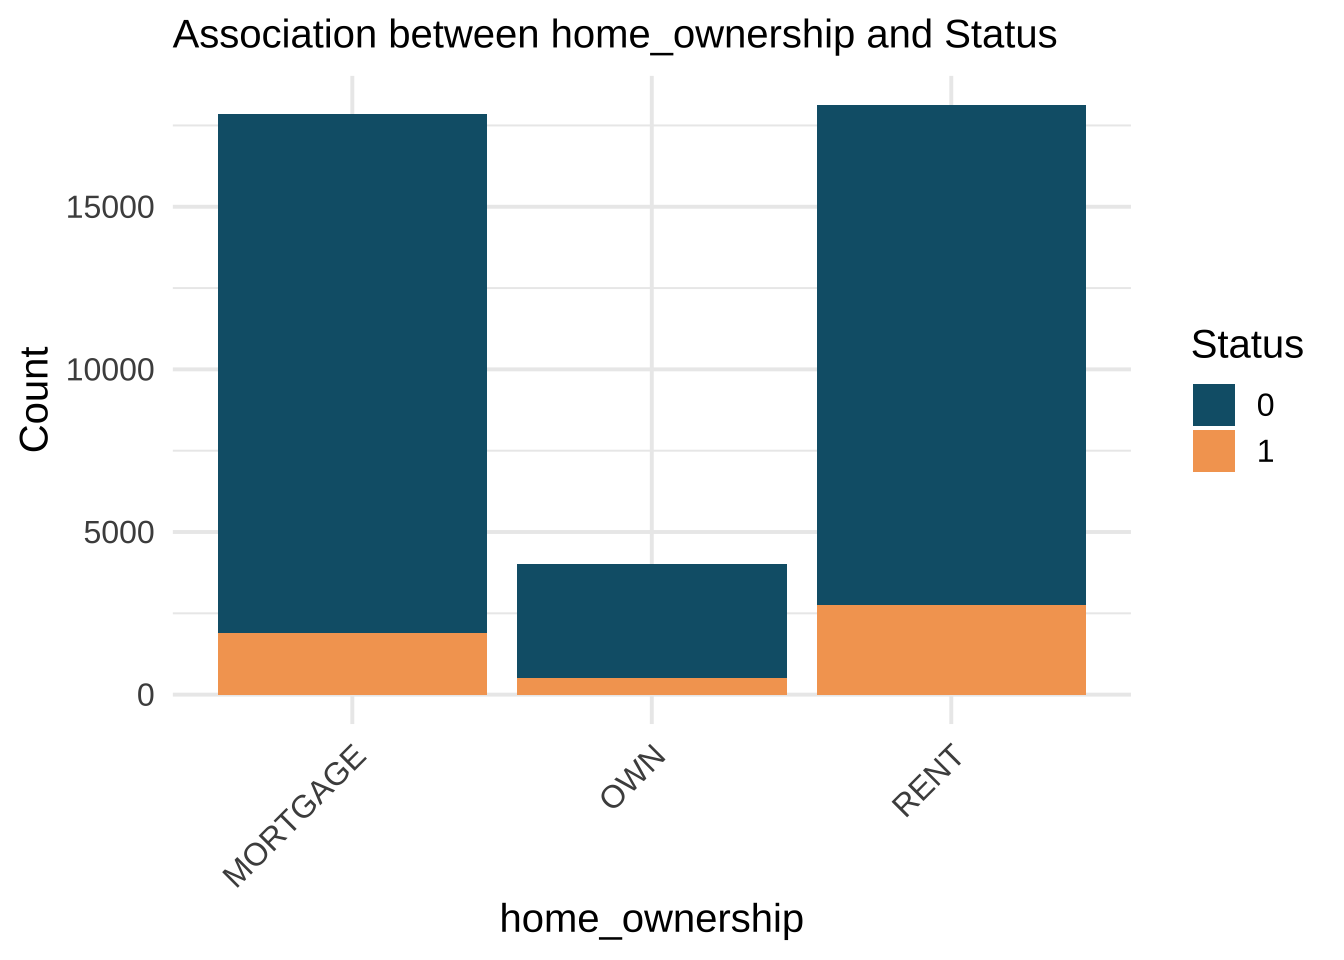 Association between home_ownership and Status
Count
15000
10000
5000
0
MORTGAGE
OWN
RENT
home_ownership
Status
0
1